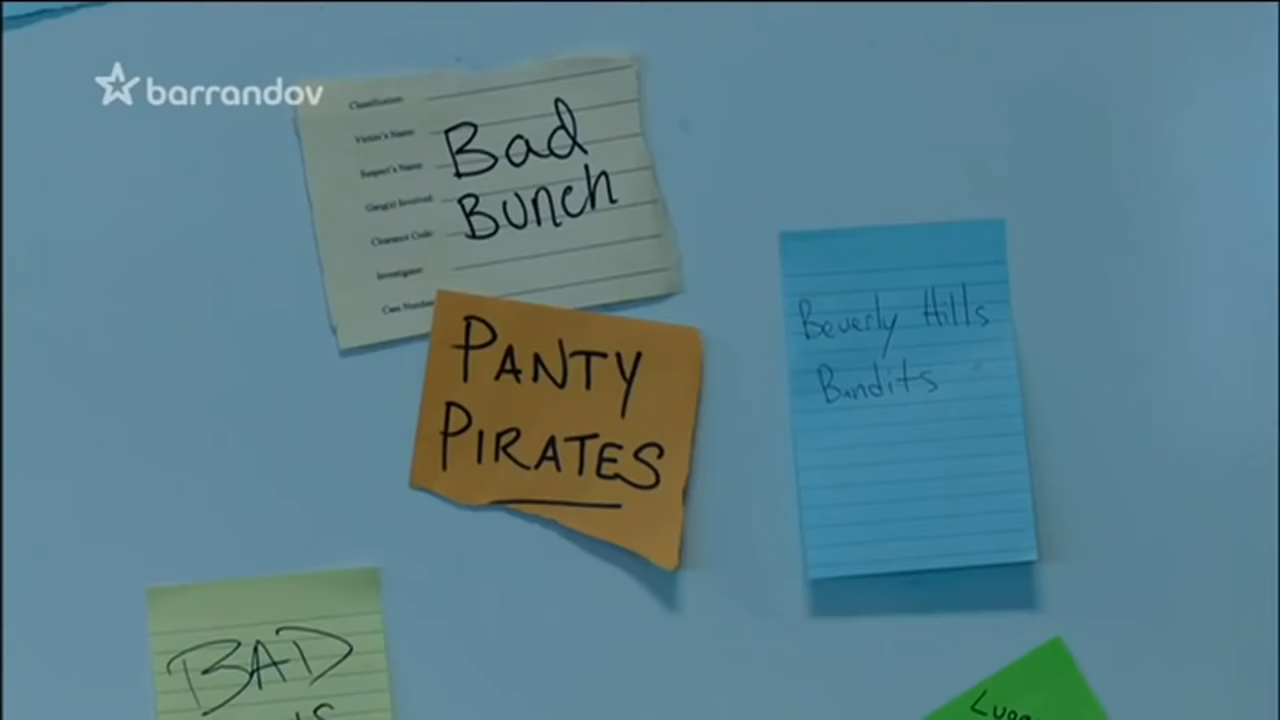 barrandov
Classification:
Victim's Name:
Suspect's Name:
Gang(s) Involved:
Clearance Code:
Investigator:
Case Number
Bad
Bunch
PANTY
PIRATES
Beverly Hills
Bandits
BAD